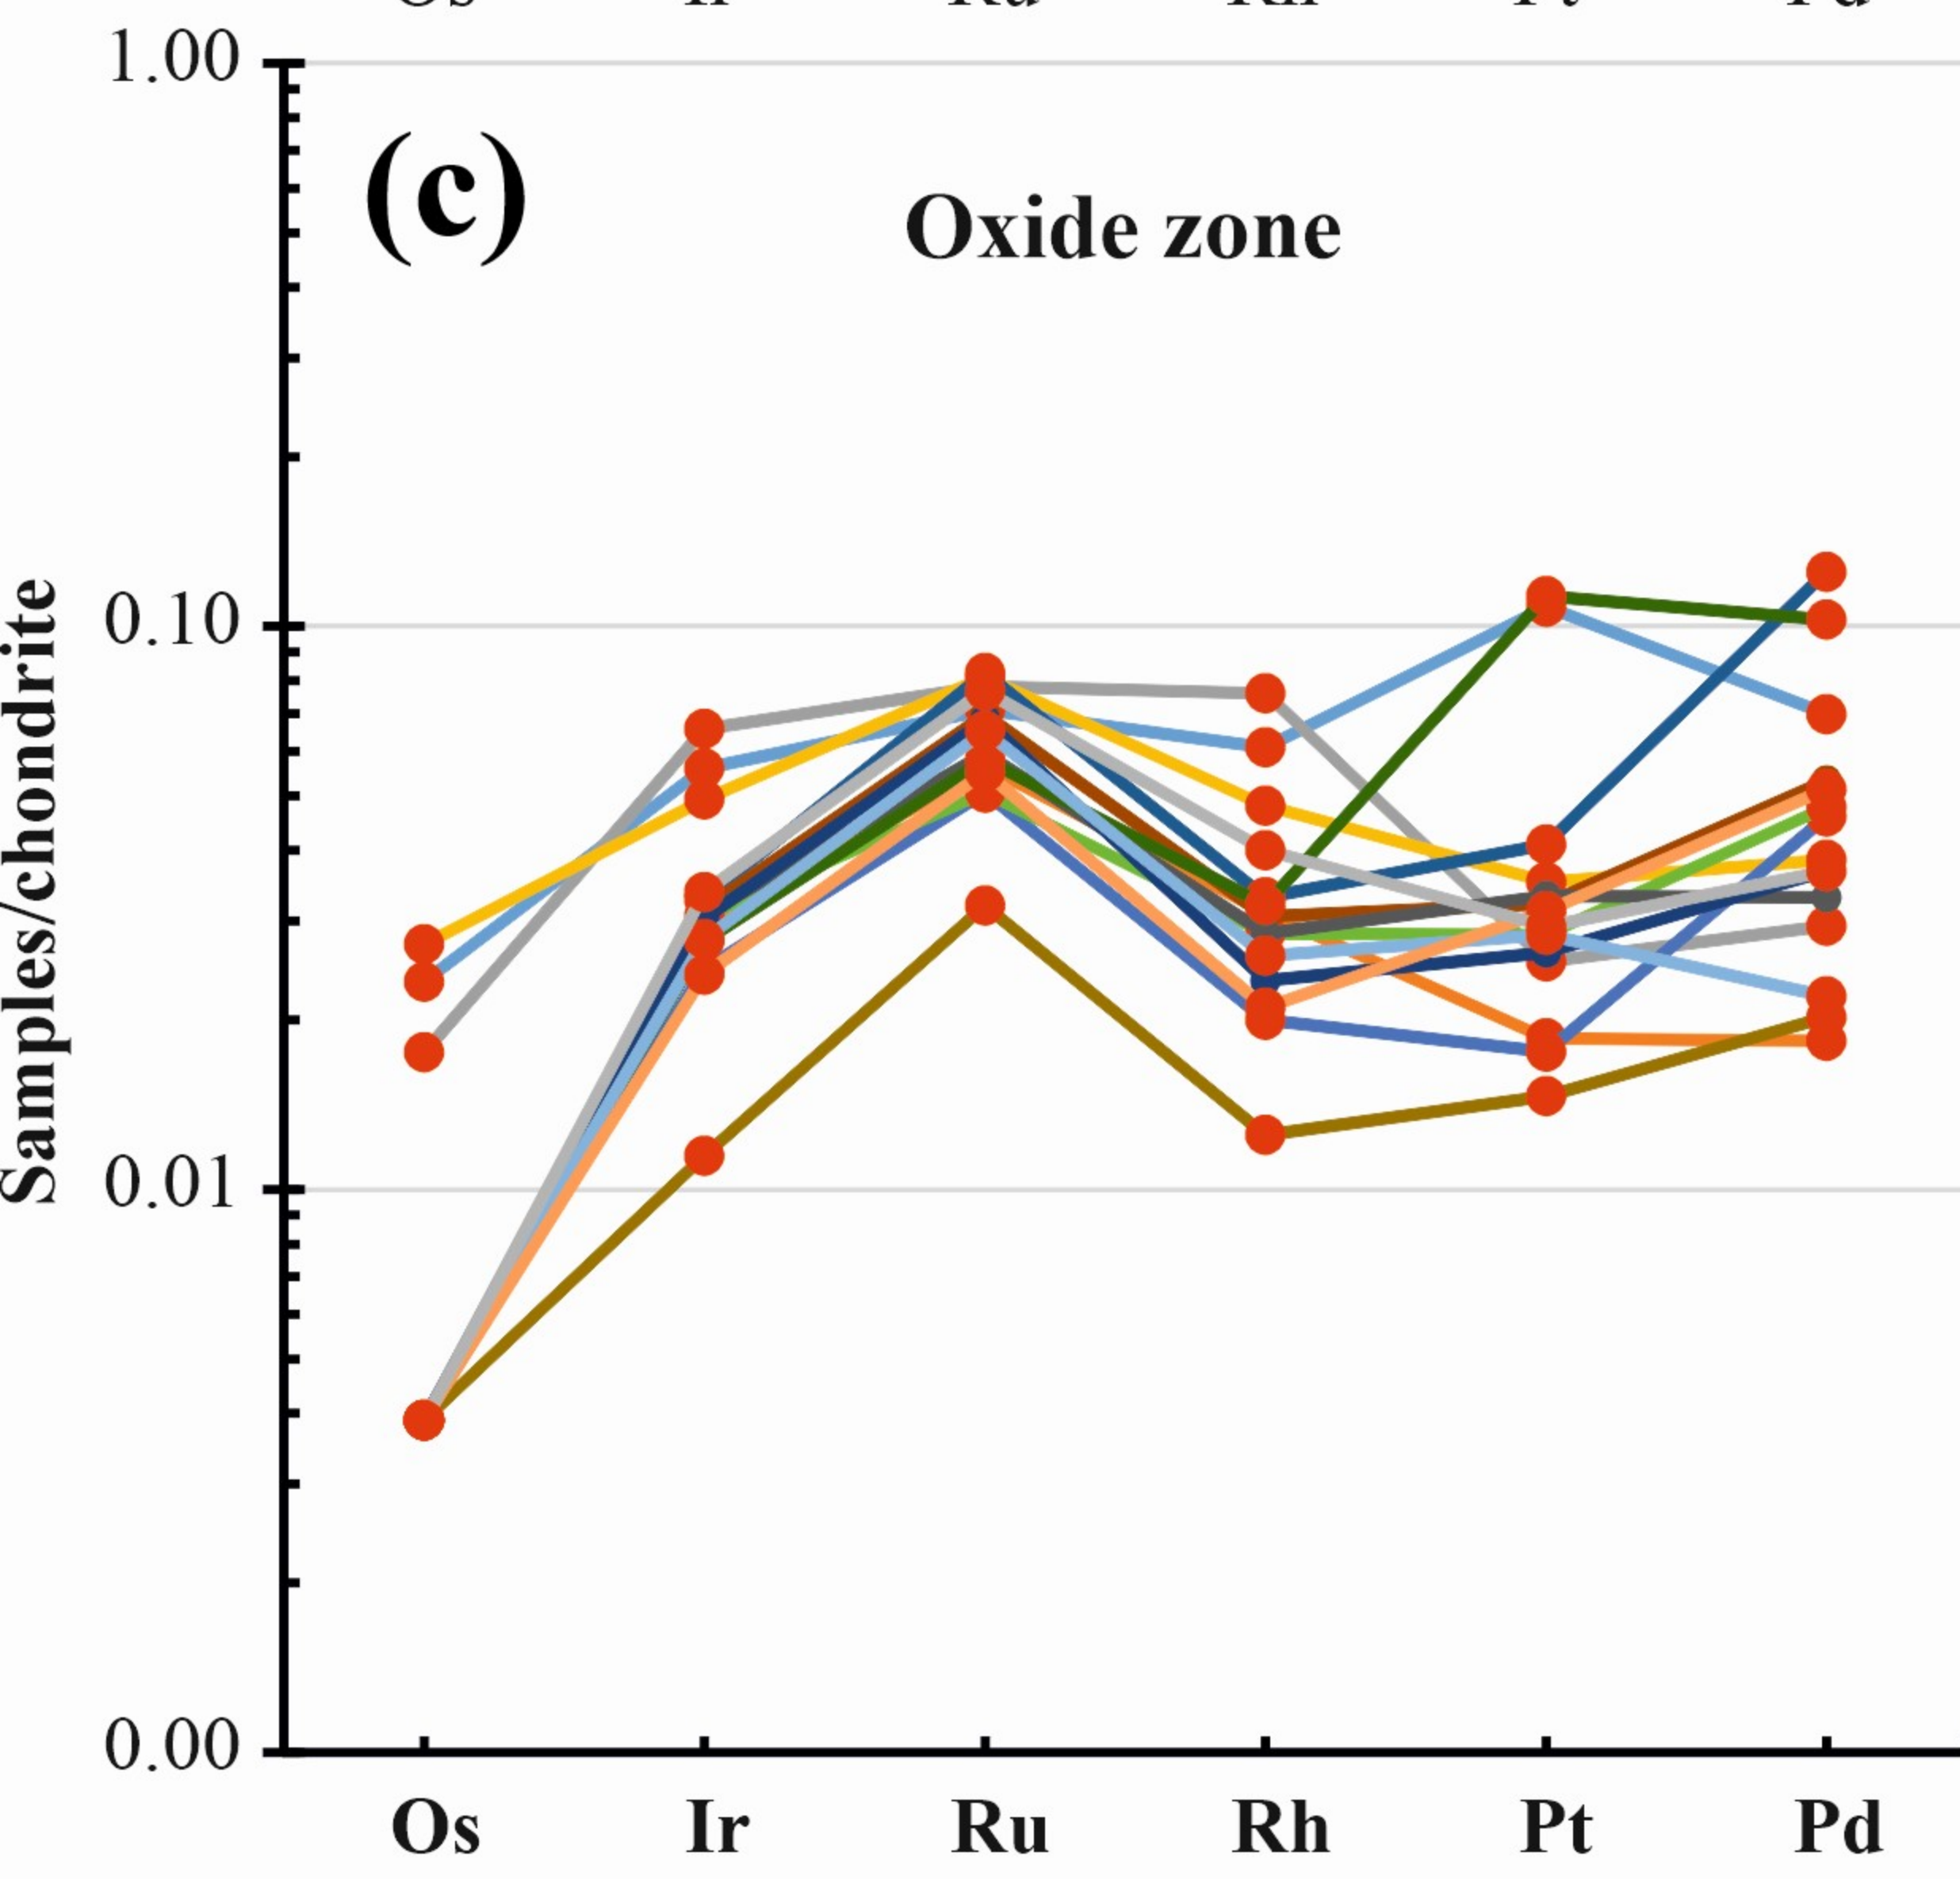 1.00
(c)
Oxide zone
0.10
Samples/chondrite
0.01
0.00
Os Ir Ru Rh Pt Pd